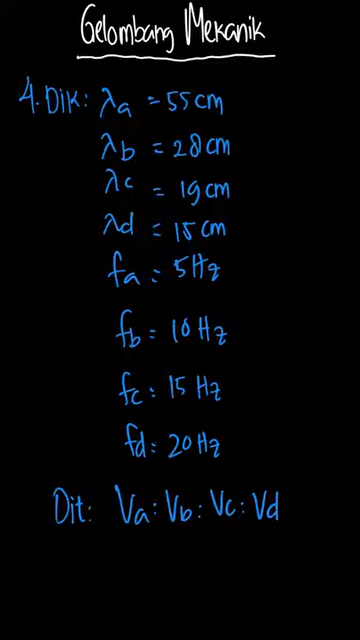 Gelombang Mekanik
4. Dik: λa = 55 cm
λb = 28 cm
λc = 19 cm
λd = 15 cm
fa = 5 Hz
fb = 10 Hz
fc = 15 Hz
fd = 20 Hz
Dit: Va : Vb : Vc : Vd